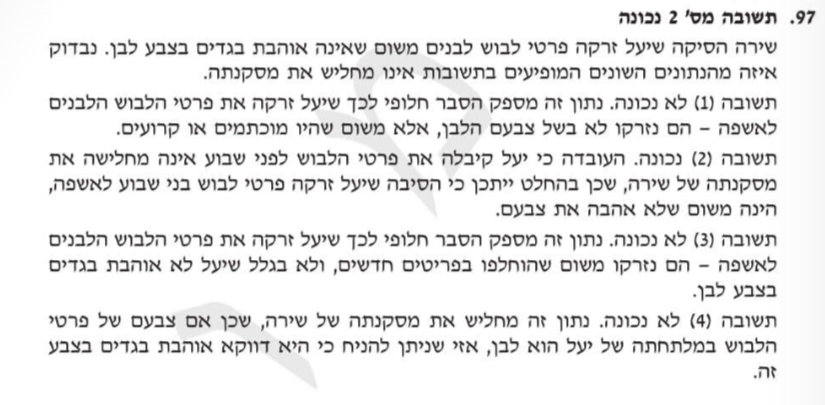 97. תשובה מס' 2 נכונה
שירה הסיקה שיעל זרקה פרטי לבוש לבנים משום שאינה אוהבת בגדים בצבע לבן. נבדוק
איזה מהנתונים השונים המופיעים בתשובות אינו מחליש את מסקנתה.
תשובה (1) לא נכונה. נתון זה מספק הסבר חלופי לכך שיעל זרקה את פרטי הלבוש הלבנים
לאשפה – הם נזרקו לא בשל צבעם הלבן, אלא משום שהיו מוכתמים או קרועים.
תשובה (2) נכונה. העובדה כי יעל קיבלה את פרטי הלבוש לפני שבוע אינה מחלישה את
מסקנתה של שירה, שכן בהחלט ייתכן כי הסיבה שיעל זרקה פרטי לבוש בני שבוע לאשפה,
הינה משום שלא אהבה את צבעם.
תשובה (3) לא נכונה. נתון זה מספק הסבר חלופי לכך שיעל זרקה את פרטי הלבוש הלבנים
לאשפה – הם נזרקו משום שהוחלפו בפריטים חדשים, ולא בגלל שיעל לא אוהבת בגדים
בצבע לבן.
תשובה (4) לא נכונה. נתון זה מחליש את מסקנתה של שירה, שכן אם צבעם של פרטי
הלבוש במלתחתה של יעל הוא לבן, אזי שניתן להניח כי היא דווקא אוהבת בגדים בצבע
זה.